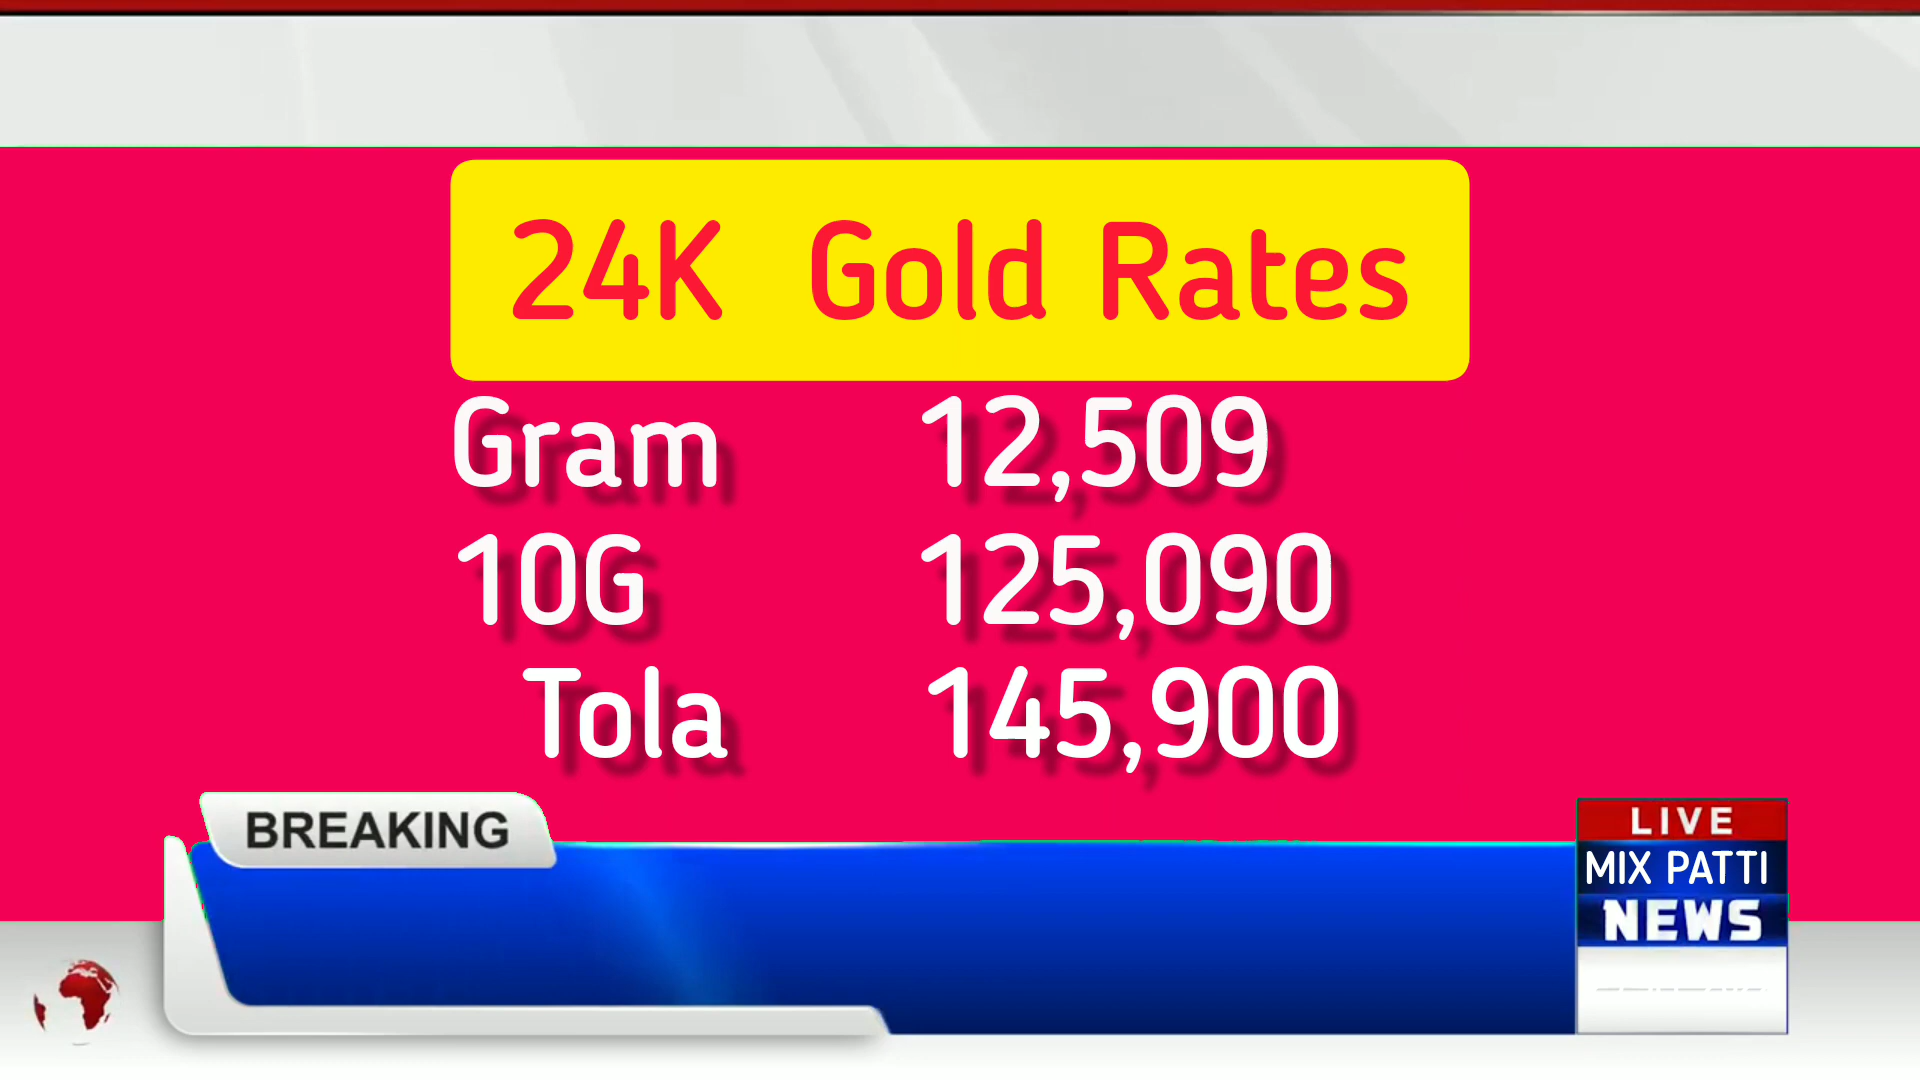 24K Gold Rates
Gram 12,509
10G 125,090
Tola 145,900
BREAKING
LIVE
MIX PATTI
NEWS